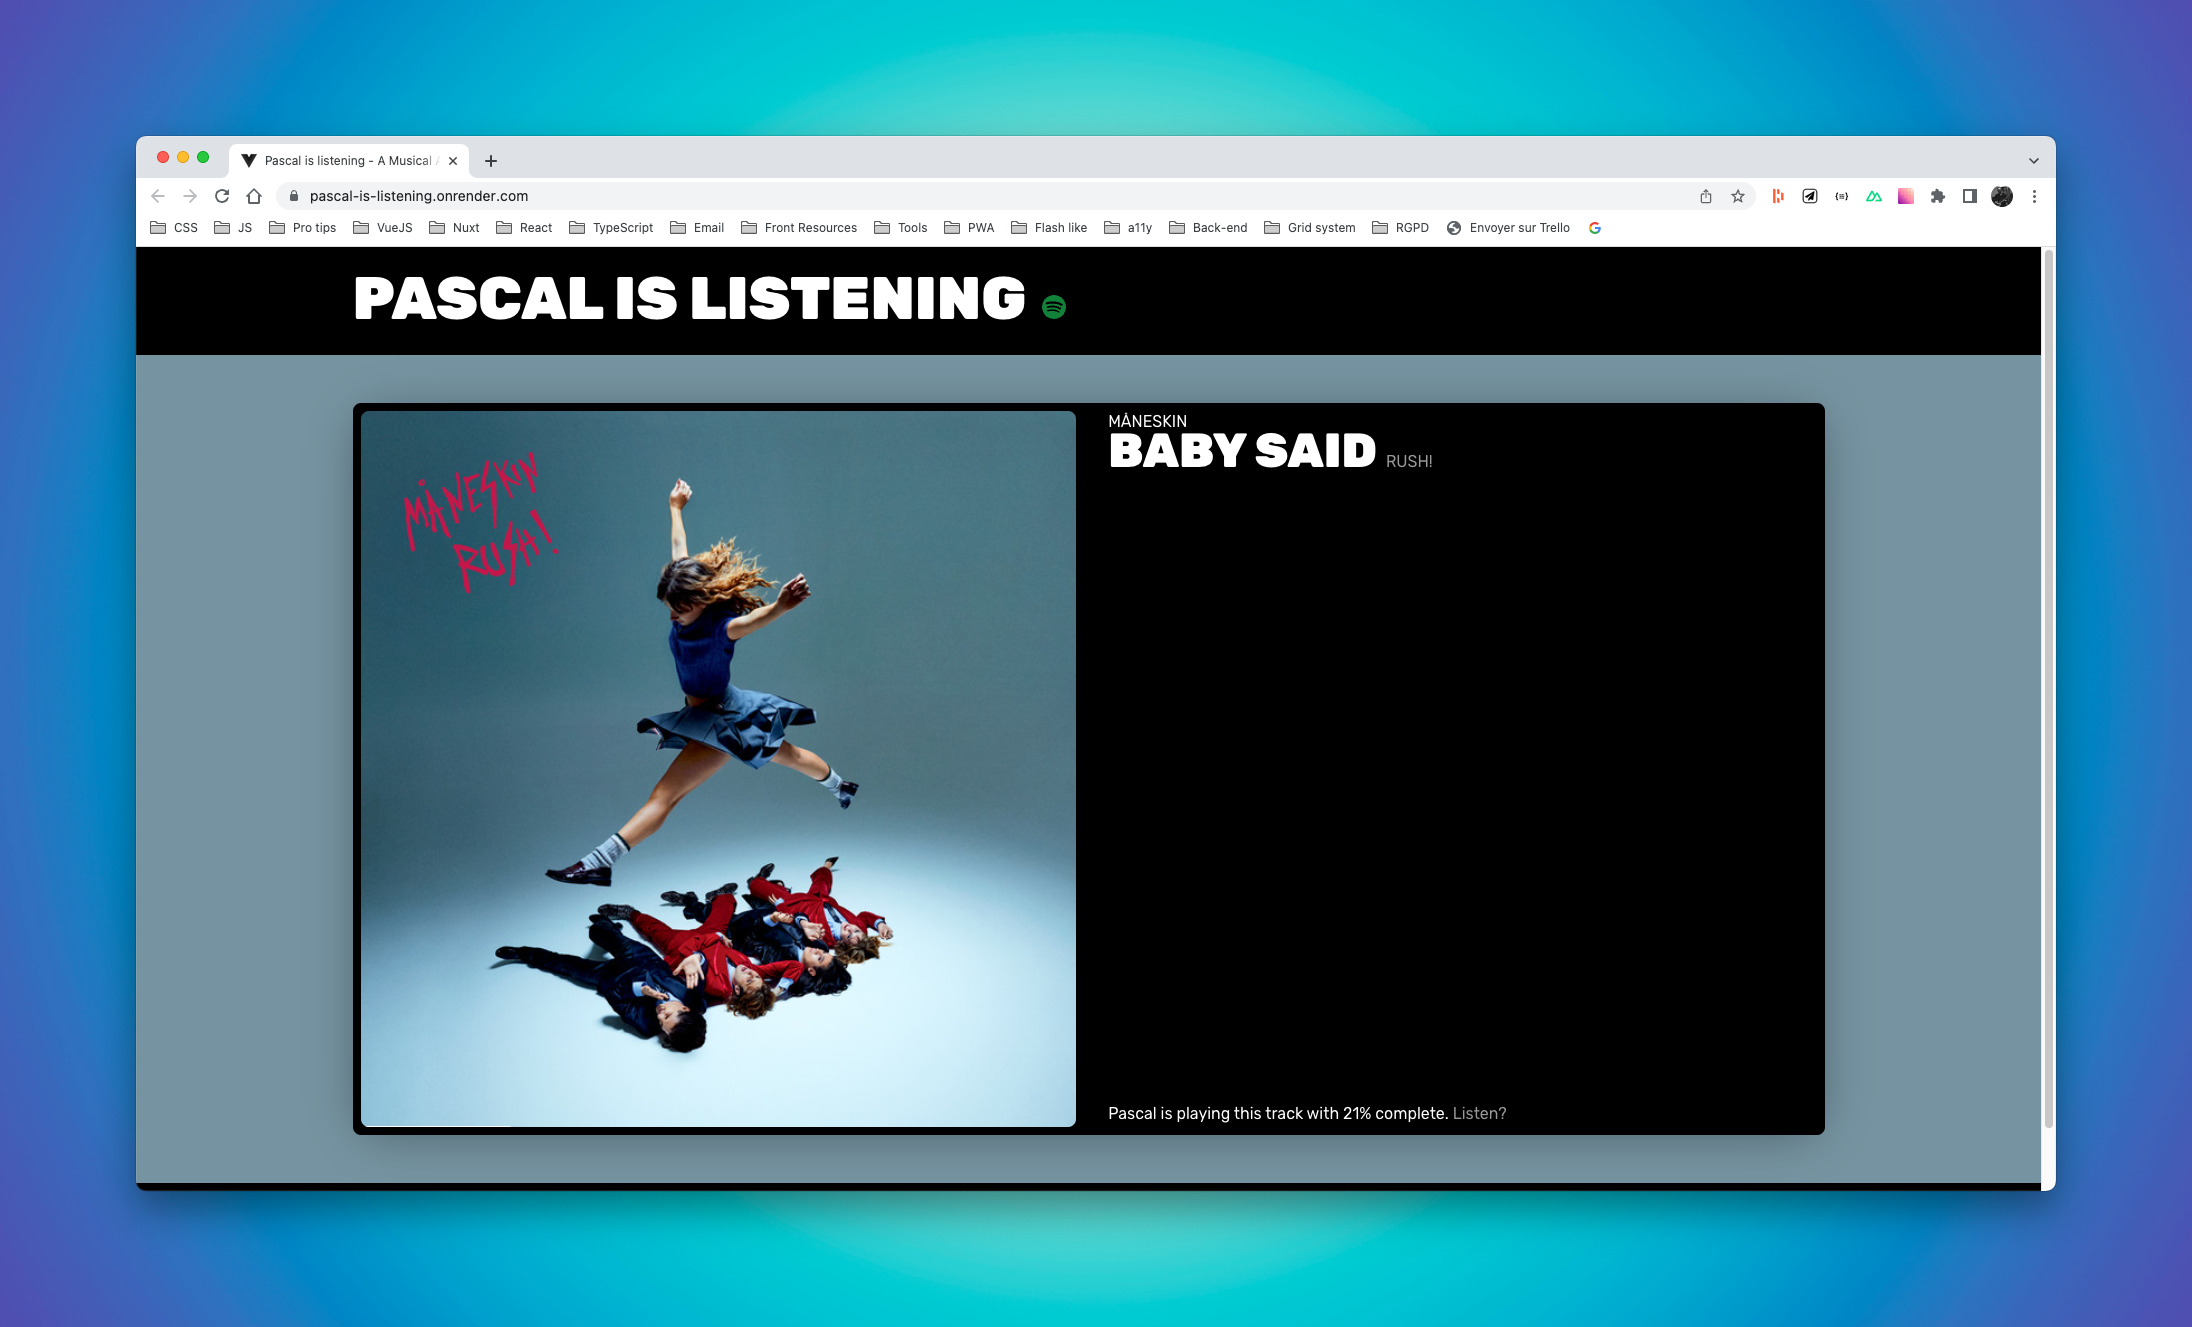 Pascal is listening - A Musical
pascal-is-listening.onrender.com
CSS JS Pro tips VueJS Nuxt React TypeScript Email Front Resources Tools PWA Flash like a11y Back-end Grid system RGPD Envoyer sur Trello
PASCAL IS LISTENING
MÅNESKIN
RUSH!
MÅNESKIN
BABY SAID RUSH!
Pascal is playing this track with 21% complete. Listen?